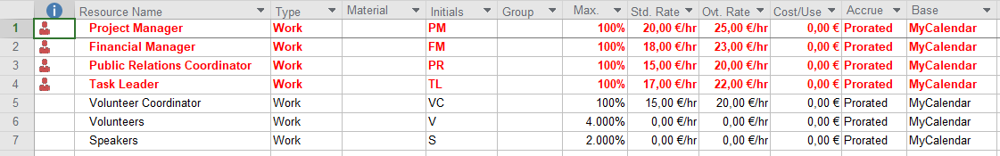 Resource Name Type Material Initials Group Max. Std. Rate Ovt. Rate Cost/Use Accrue Base
1 Project Manager Work PM 100% 20,00 €/hr 25,00 €/hr 0,00 € Prorated MyCalendar
2 Financial Manager Work FM 100% 18,00 €/hr 23,00 €/hr 0,00 € Prorated MyCalendar
3 Public Relations Coordinator Work PR 100% 15,00 €/hr 20,00 €/hr 0,00 € Prorated MyCalendar
4 Task Leader Work TL 100% 17,00 €/hr 22,00 €/hr 0,00 € Prorated MyCalendar
5 Volunteer Coordinator Work VC 100% 15,00 €/hr 20,00 €/hr 0,00 € Prorated MyCalendar
6 Volunteers Work V 4.000% 0,00 €/hr 0,00 €/hr 0,00 € Prorated MyCalendar
7 Speakers Work S 2.000% 0,00 €/hr 0,00 €/hr 0,00 € Prorated MyCalendar